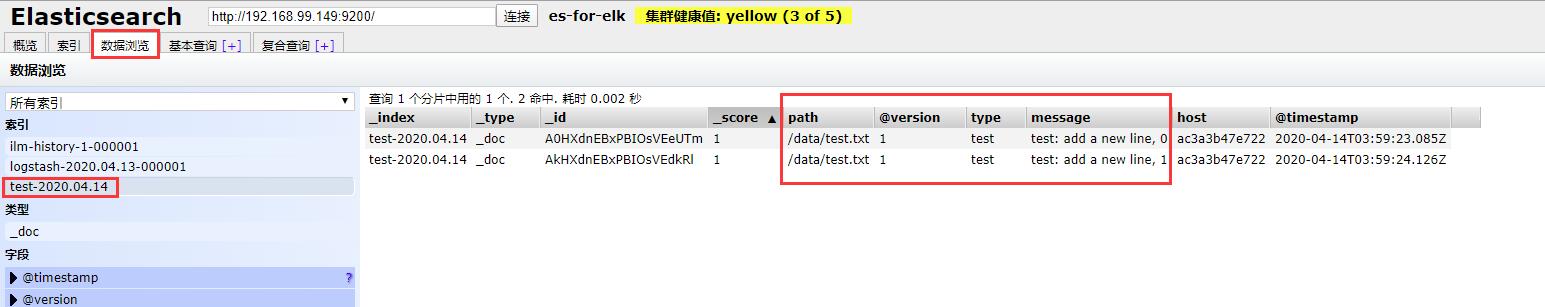 Elasticsearch http://192.168.99.149:9200/ 连接 es-for-elk 集群健康值: yellow (3 of 5)
概览 索引 数据浏览 基本查询 [+] 复合查询 [+]
数据浏览
所有索引 ▼
索引
ilm-history-1-000001
logstash-2020.04.13-000001
test-2020.04.14
类型
_doc
字段
▶ @timestamp ?
▶ @version
查询 1 个分片中用的 1 个. 2 命中. 耗时 0.002 秒
_index _type _id _score ▲ path @version type message host @timestamp
test-2020.04.14 _doc A0HXdnEBxPBIOsVEeUTm 1 /data/test.txt 1 test test: add a new line, 0 ac3a3b47e722 2020-04-14T03:59:23.085Z
test-2020.04.14 _doc AkHXdnEBxPBIOsVEdkRl 1 /data/test.txt 1 test test: add a new line, 1 ac3a3b47e722 2020-04-14T03:59:24.126Z